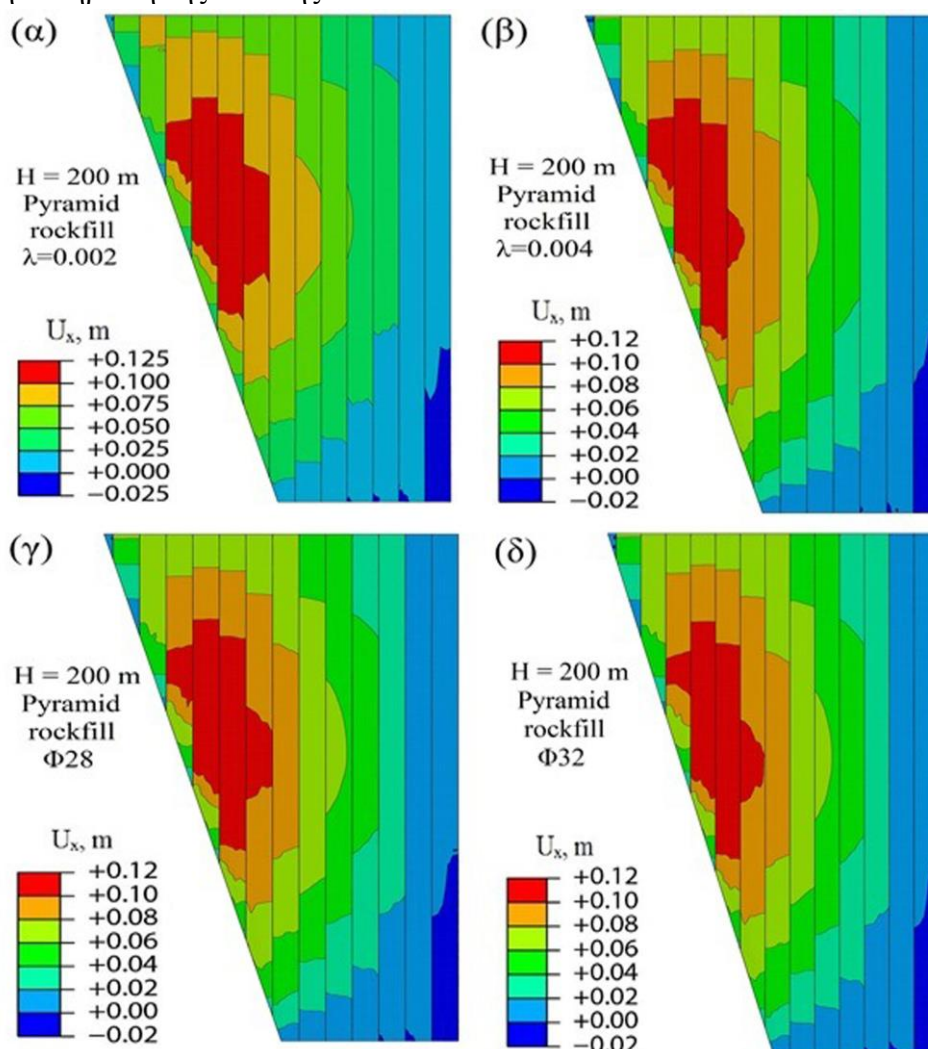 (α)
H = 200 m
Pyramid
rockfill
λ=0.002
Uₓ, m
+0.125
+0.100
+0.075
+0.050
+0.025
+0.000
−0.025
(β)
H = 200 m
Pyramid
rockfill
λ=0.004
Uₓ, m
+0.12
+0.10
+0.08
+0.06
+0.04
+0.02
+0.00
−0.02
(γ)
H = 200 m
Pyramid
rockfill
Φ28
Uₓ, m
+0.12
+0.10
+0.08
+0.06
+0.04
+0.02
+0.00
−0.02
(δ)
H = 200 m
Pyramid
rockfill
Φ32
Uₓ, m
+0.12
+0.10
+0.08
+0.06
+0.04
+0.02
+0.00
−0.02